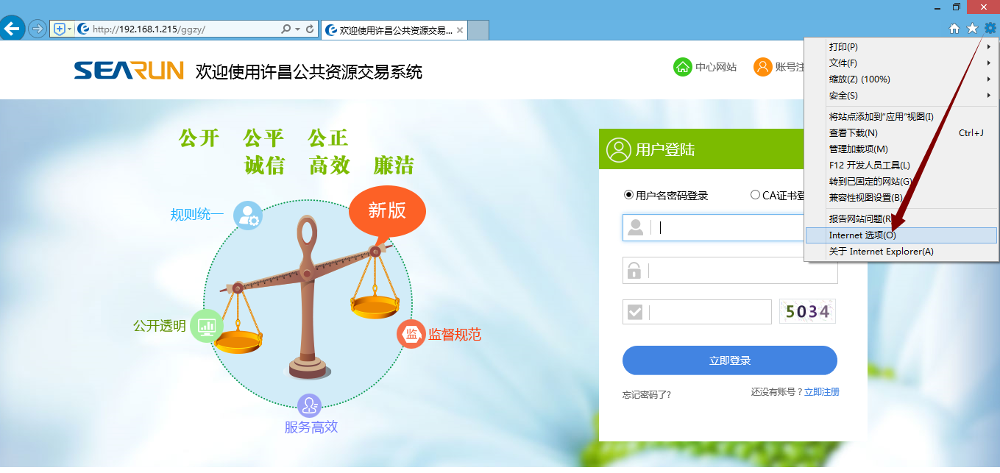 http://192.168.1.215/ggzy/
欢迎使用许昌公共资源交易...
SEARUN 欢迎使用许昌公共资源交易系统
中心网站
账号注
打印(P)
文件(F)
缩放(Z) (100%)
安全(S)
将站点添加到"应用"视图(I)
查看下载(N) Ctrl+J
管理加载项(M)
F12 开发人员工具(L)
转到已固定的网站(G)
兼容性视图设置(B)
报告网站问题(R
Internet 选项(O)
关于 Internet Explorer(A)
公开 公平 公正
诚信 高效 廉洁
新版
规则统一
公开透明
监
监督规范
服务高效
用户登陆
用户名密码登录
CA证书登
5034
立即登录
忘记密码了?
还没有账号？立即注册